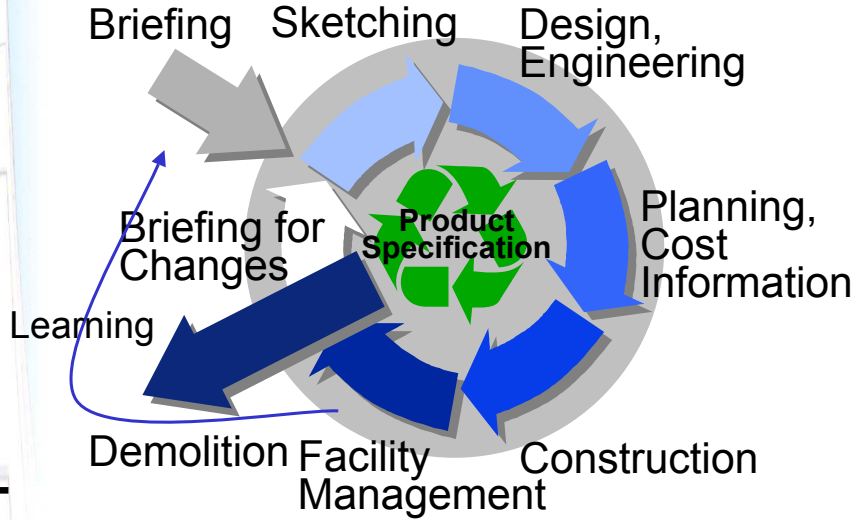 Briefing
Sketching
Design,
Engineering
Planning,
Cost
Information
Product
Specification
Briefing for
Changes
Learning
Demolition
Facility
Management
Construction